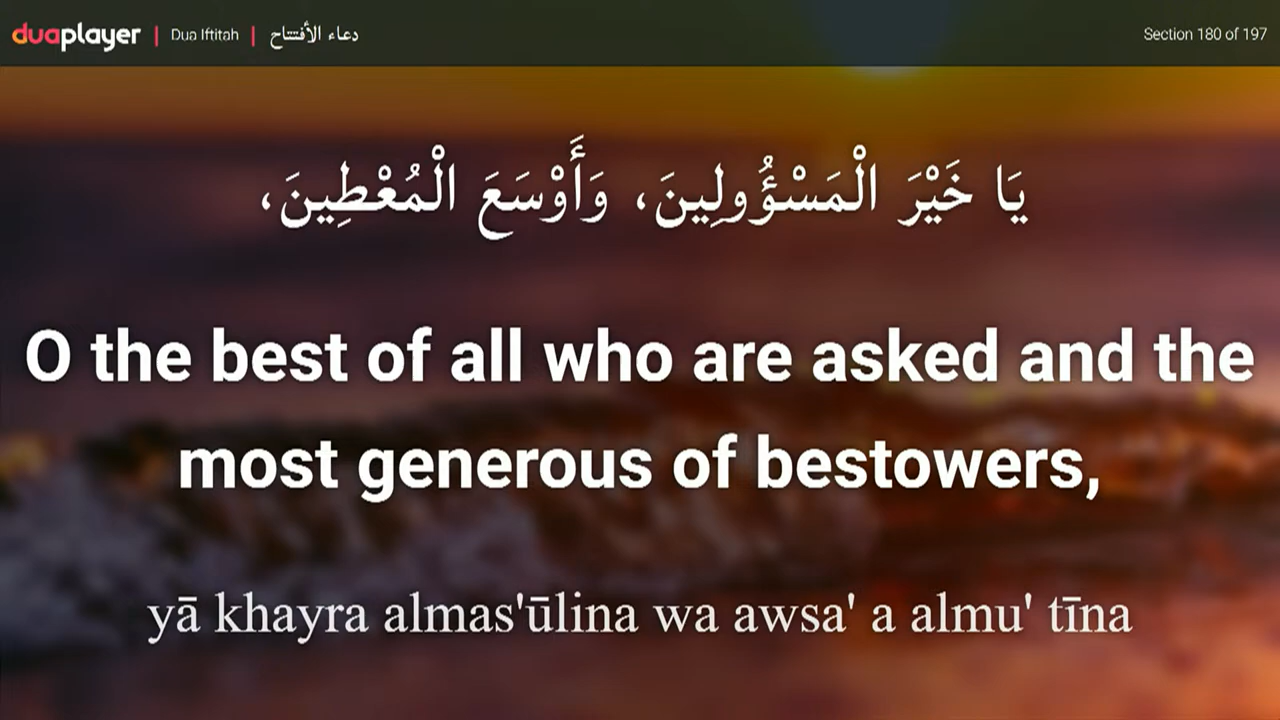 duaplayer | Dua Iftitah | دعاء الأفتتاح
Section 180 of 197
يَا خَيْرَ الْمَسْؤُولِينَ، وَأَوْسَعَ الْمُعْطِينَ،
O the best of all who are asked and the
most generous of bestowers,
yā khayra almas'ūlina wa awsa' a almu' tīna